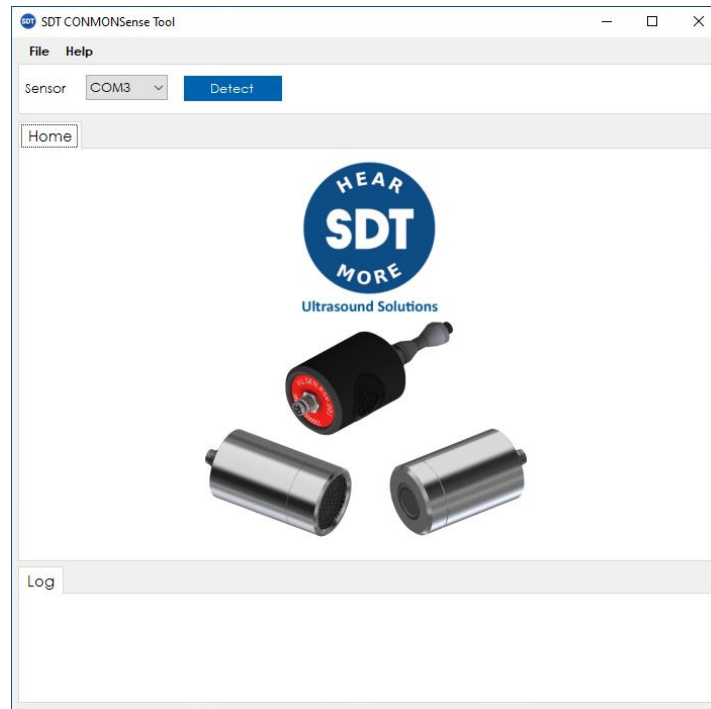 SDT CONMONSense Tool
File Help
Sensor COM3 Detect
Home
HEAR
SDT
MORE
Ultrasound Solutions
Log